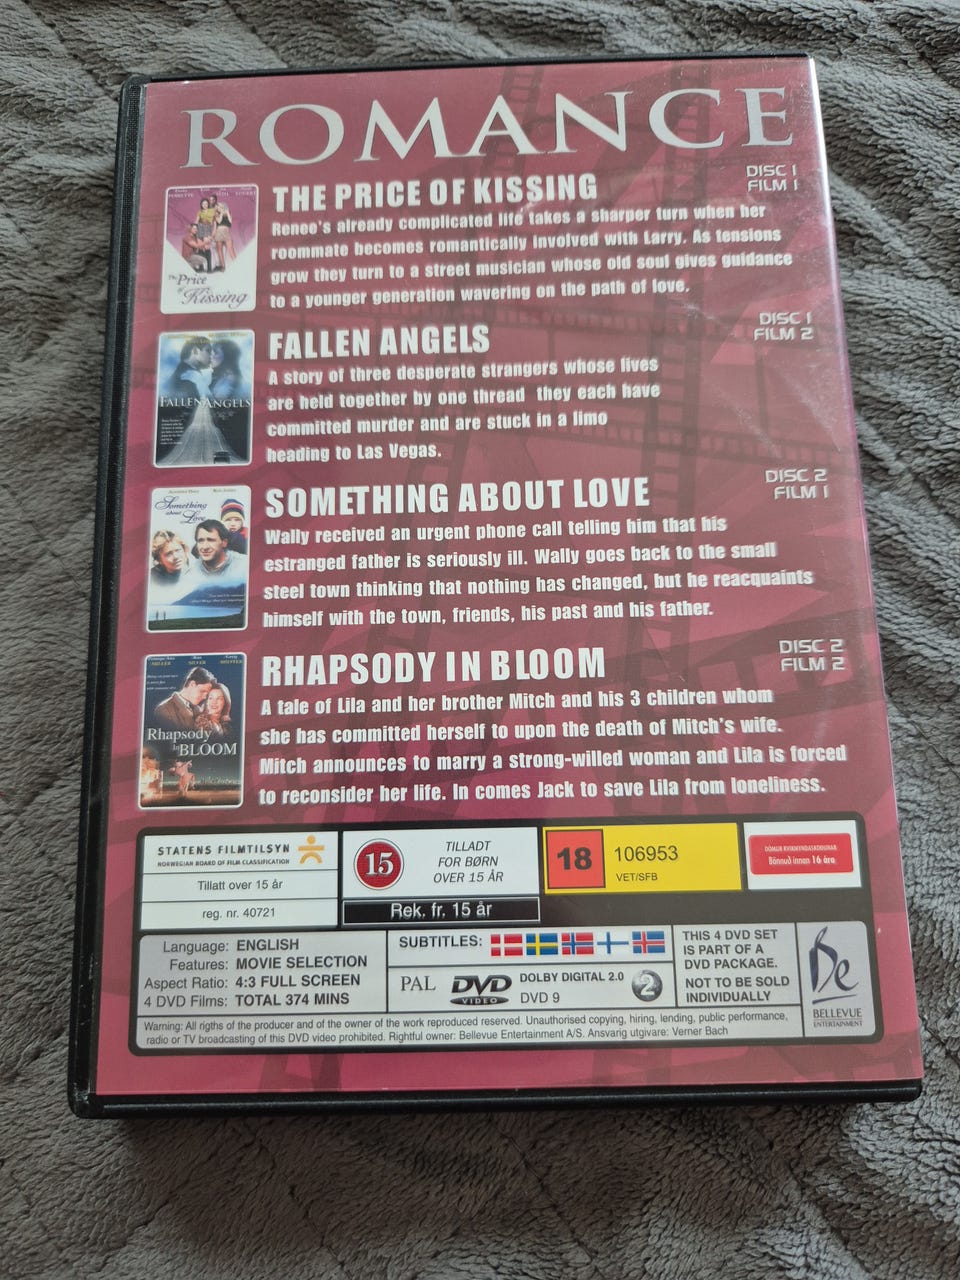 ROMANCE
DISC 1
FILM 1
THE PRICE OF KISSING
Renee's already complicated life takes a sharper turn when her
roommate becomes romantically involved with Larry. As tensions
grow they turn to a street musician whose old soul gives guidance
to a younger generation wavering on the path of love.
The Price
of Kissing
DISC 1
FILM 2
FALLEN ANGELS
A story of three desperate strangers whose lives
are held together by one thread they each have
committed murder and are stuck in a limo
heading to Las Vegas.
FALLEN ANGELS
DISC 2
FILM 1
SOMETHING ABOUT LOVE
Wally received an urgent phone call telling him that his
estranged father is seriously ill. Wally goes back to the small
steel town thinking that nothing has changed, but he reacquaints
himself with the town, friends, his past and his father.
Something
about Love
DISC 2
FILM 2
RHAPSODY IN BLOOM
A tale of Lila and her brother Mitch and his 3 children whom
she has committed herself to upon the death of Mitch's wife.
Mitch announces to marry a strong-willed woman and Lila is forced
to reconsider her life. In comes Jack to save Lila from loneliness.
Rhapsody
in BLOOM
STATENS FILMTILSYN
NORWEGIAN BOARD OF FILM CLASSIFICATION
Tillatt over 15 år
reg. nr. 40721
15
TILLADT
FOR BØRN
OVER 15 ÅR
Rek. fr. 15 år
18
106953
VET/SFB
Bönnuð innan 16 ára
Language: ENGLISH
Features: MOVIE SELECTION
Aspect Ratio: 4:3 FULL SCREEN
4 DVD Films: TOTAL 374 MINS
SUBTITLES:
PAL
DVD
VIDEO
DOLBY DIGITAL 2.0
DVD 9
2
THIS 4 DVD SET
IS PART OF A
DVD PACKAGE.
NOT TO BE SOLD
INDIVIDUALLY
Be
BELLEVUE
ENTERTAINMENT
Warning: All rigths of the producer and of the owner of the work reproduced reserved. Unauthorised copying, hiring, lending, public performance,
radio or TV broadcasting of this DVD video prohibited. Rightful owner: Bellevue Entertainment A/S. Ansvarig utgivare: Verner Bach